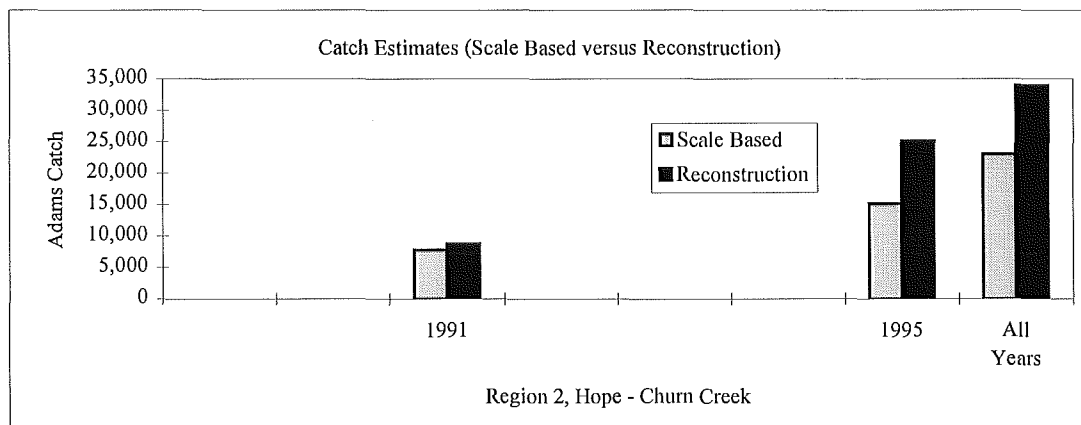 Catch Estimates (Scale Based versus Reconstruction)
35,000
30,000
25,000
20,000
15,000
10,000
5,000
0
Adams Catch
Scale Based
Reconstruction
1991
1995
All
Years
Region 2, Hope - Churn Creek